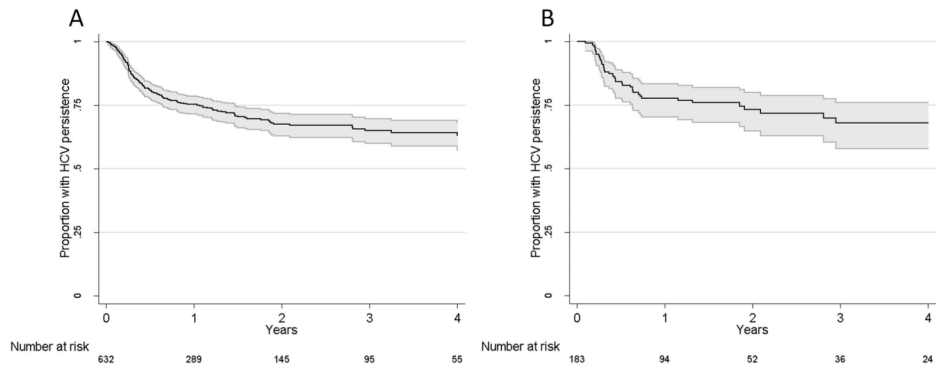 A
Proportion with HCV persistence
1
.75
.5
.25
0
0 1 2 3 4
Years
Number at risk
632 289 145 95 55
B
Proportion with HCV persistence
1
.75
.5
.25
0
0 1 2 3 4
Years
Number at risk
183 94 52 36 24